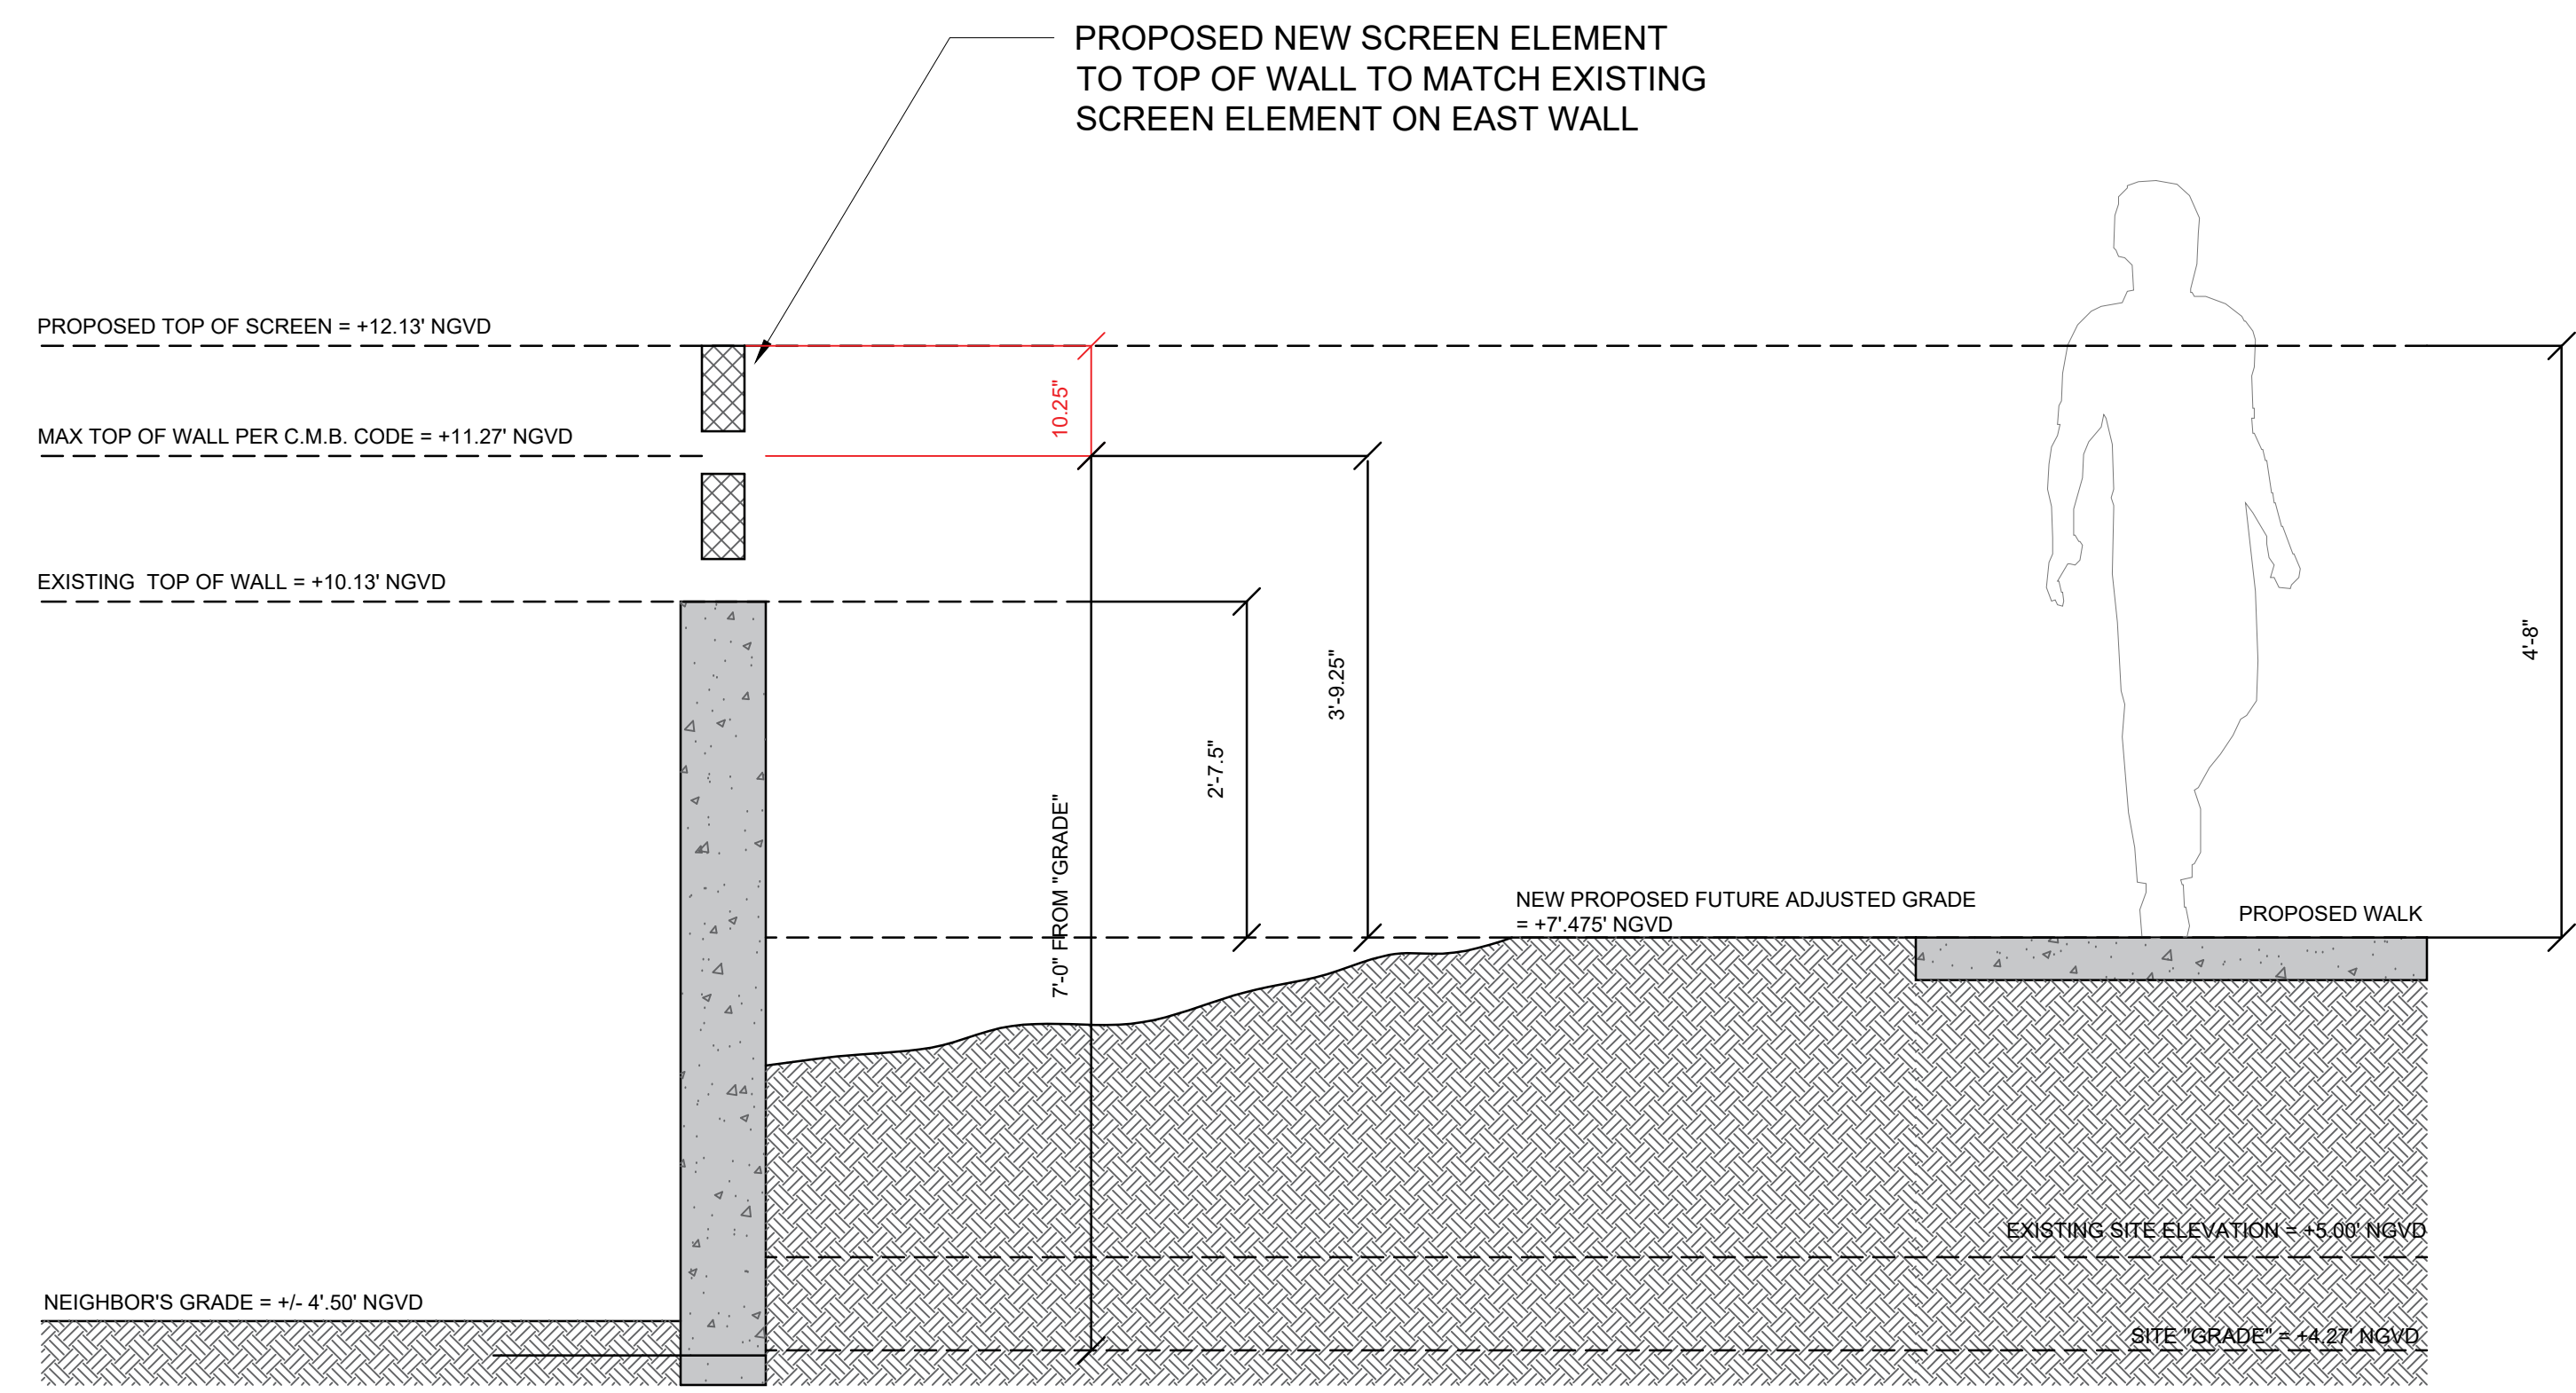 PROPOSED NEW SCREEN ELEMENT
TO TOP OF WALL TO MATCH EXISTING
SCREEN ELEMENT ON EAST WALL
PROPOSED TOP OF SCREEN = +12.13' NGVD
10.25"
MAX TOP OF WALL PER C.M.B. CODE = +11.27' NGVD
EXISTING  TOP OF WALL = +10.13' NGVD
7'-0" FROM "GRADE"
2'-7.5"
3'-9.25"
4'-8"
NEW PROPOSED FUTURE ADJUSTED GRADE
= +7'.475' NGVD
PROPOSED WALK
EXISTING SITE ELEVATION = +5.00' NGVD
NEIGHBOR'S GRADE = +/- 4'.50' NGVD
SITE "GRADE" = +4.27' NGVD